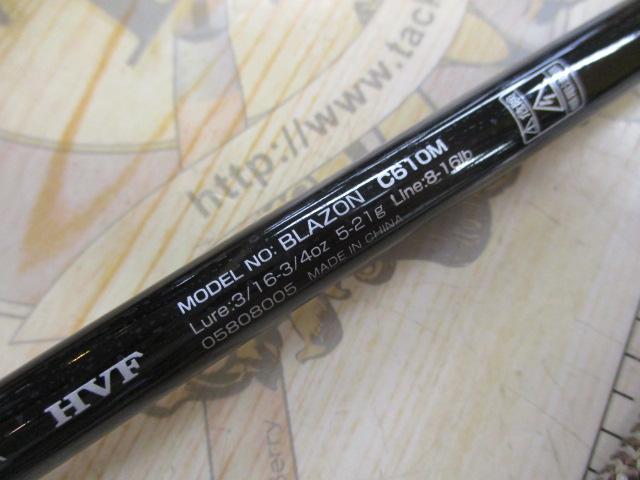 http://www.tack
MODEL NO: BLAZON C610M
Lure:3/16-3/4oz 5-21g Line:8-16lb
05808005 MADE IN CHINA
HVF
berry